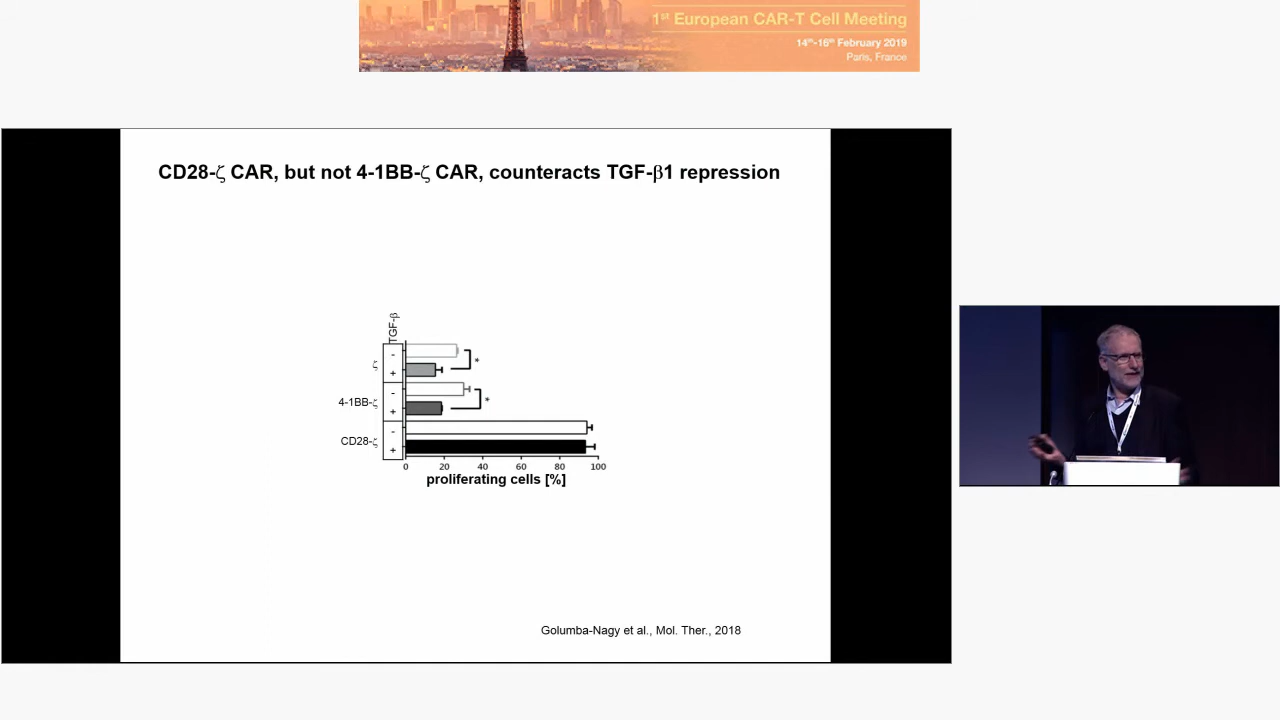 1st European CAR-T Cell Meeting
14th-16th February 2019
Paris, France
CD28-ζ CAR, but not 4-1BB-ζ CAR, counteracts TGF-β1 repression
TGF-β
ζ
-
+
*
4-1BB-ζ
-
+
*
CD28-ζ
-
+
0 20 40 60 80 100
proliferating cells [%]
Golumba-Nagy et al., Mol. Ther., 2018